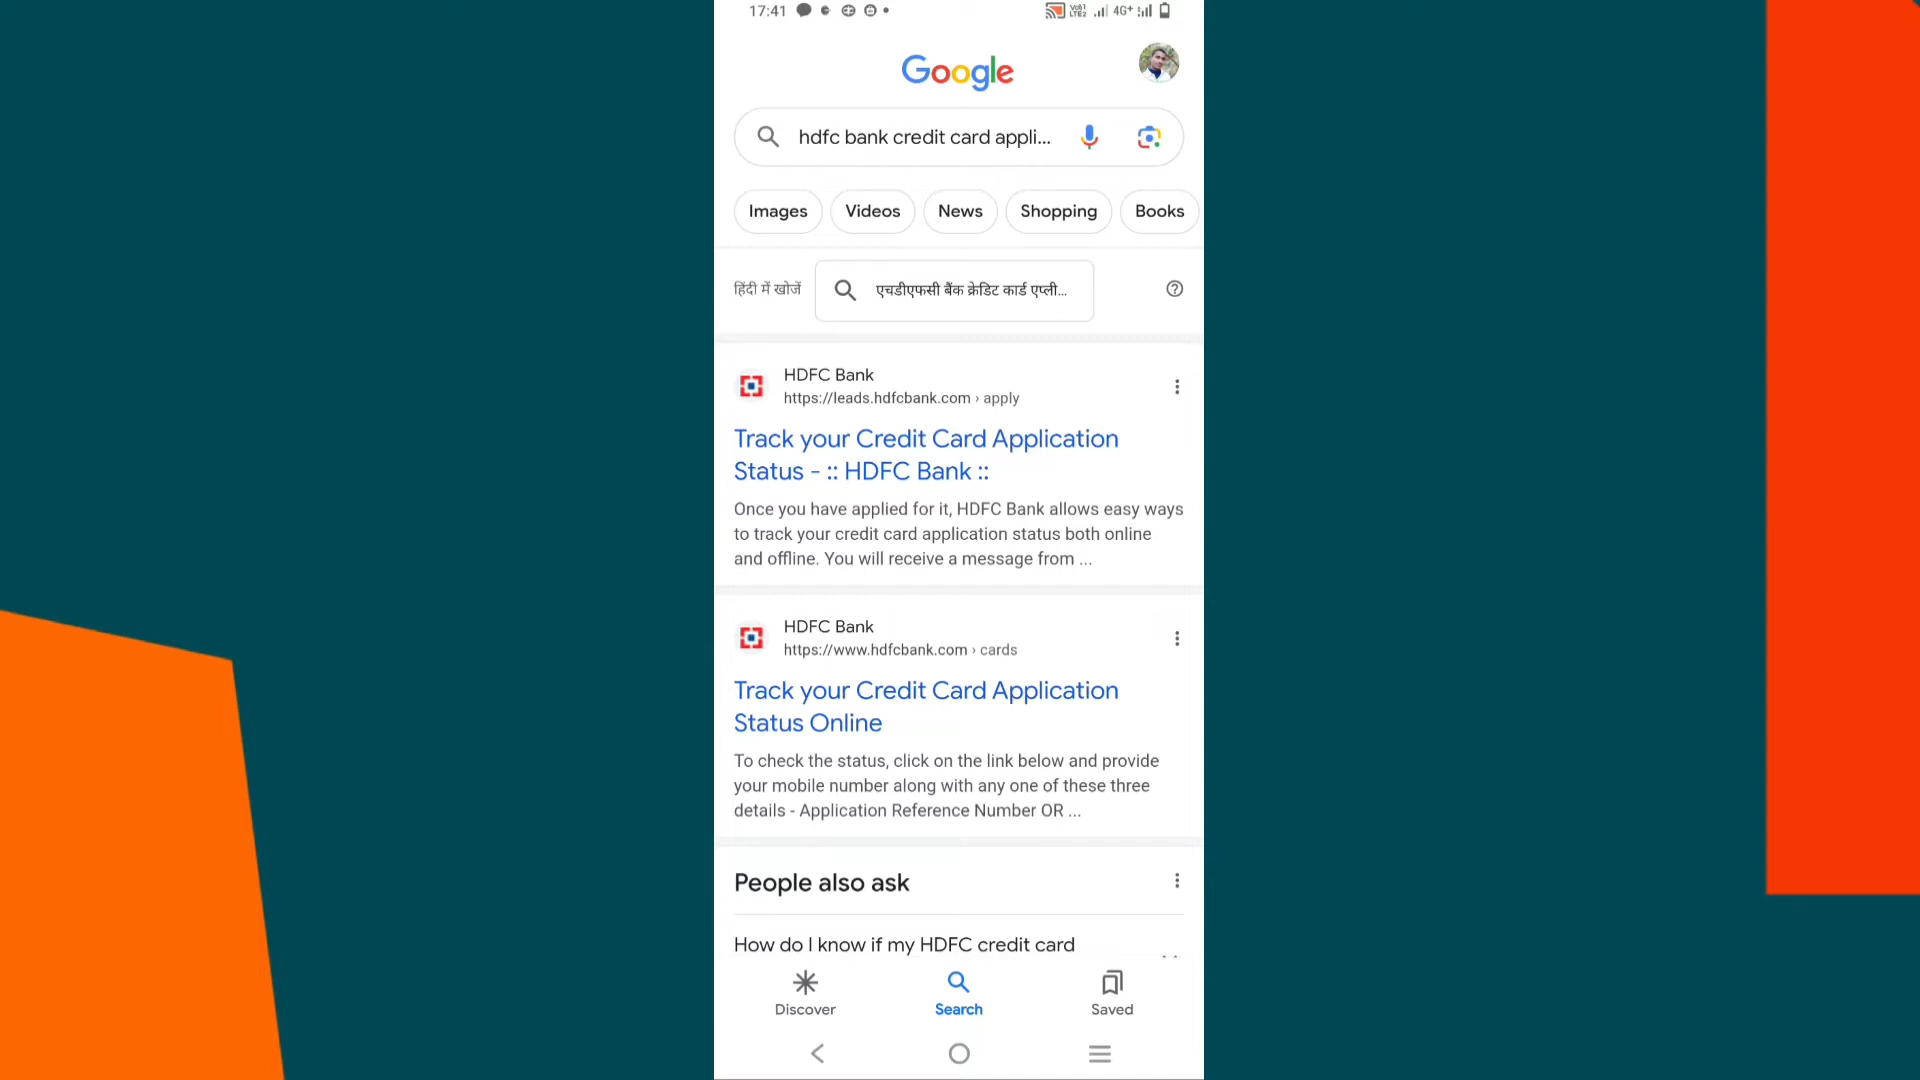 17:41
4G+
Google
hdfc bank credit card appli...
Images Videos News Shopping Books
हिंदी में खोजें एचडीएफसी बैंक क्रेडिट कार्ड एप्ली...
HDFC Bank
https://leads.hdfcbank.com › apply
Track your Credit Card Application
Status - :: HDFC Bank ::
Once you have applied for it, HDFC Bank allows easy ways
to track your credit card application status both online
and offline. You will receive a message from ...
HDFC Bank
https://www.hdfcbank.com › cards
Track your Credit Card Application
Status Online
To check the status, click on the link below and provide
your mobile number along with any one of these three
details - Application Reference Number OR ...
People also ask
How do I know if my HDFC credit card
Discover Search Saved